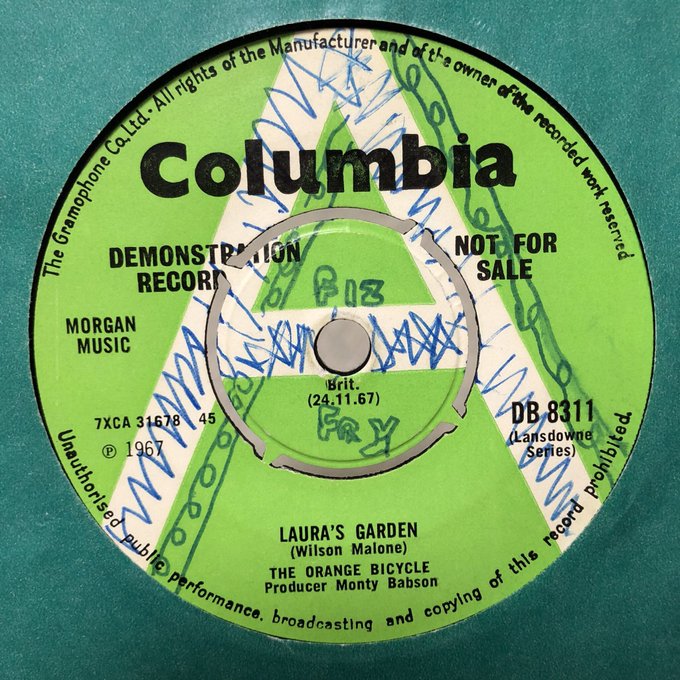 The Gramophone Co. Ltd. · All rights of the Manufacturer and of the owner of the recorded work reserved
Columbia
DEMONSTRATION
RECORD
NOT FOR
SALE
FIZ
MORGAN
MUSIC
Brit.
(24.11.67)
7XCA 31678 45
℗ 1967
DB 8311
(Lansdowne
Series)
FRY
LAURA'S GARDEN
(Wilson Malone)
THE ORANGE BICYCLE
Producer Monty Babson
Unauthorised public performance, broadcasting and copying of this record prohibited.